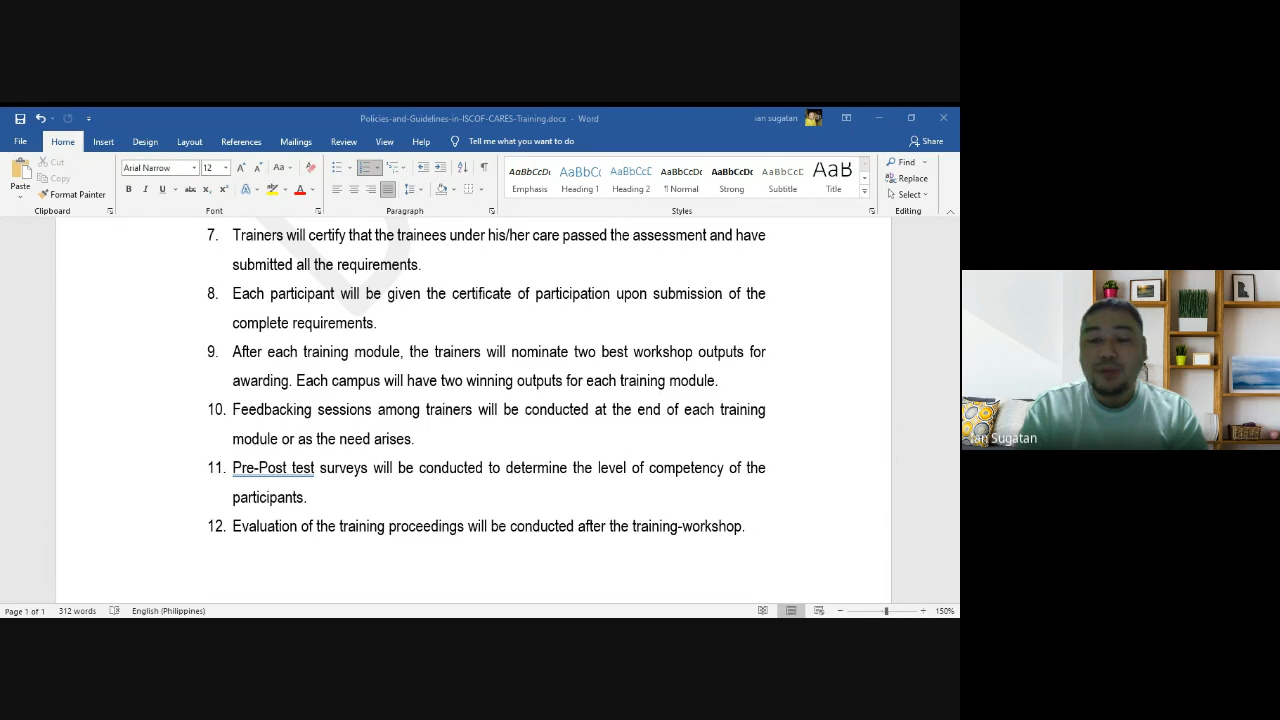 Policies-and-Guidelines-in-ISCOF-CARES-Training.docx - Word
ian sugatan
File Home Insert Design Layout References Mailings Review View Help Tell me what you want to do Share
Paste
Cut
Copy
Format Painter
Clipboard
Arial Narrow 12
Font
Paragraph
AaBbCcDı AaBbCc AaBbCcD AaBbCcDc AaBbCcDc AaBbCcDc AaB
Emphasis Heading 1 Heading 2 ¶ Normal Strong Subtitle Title
Styles
Find
Replace
Select
Editing
7. Trainers will certify that the trainees under his/her care passed the assessment and have
submitted all the requirements.
8. Each participant will be given the certificate of participation upon submission of the
complete requirements.
9. After each training module, the trainers will nominate two best workshop outputs for
awarding. Each campus will have two winning outputs for each training module.
10. Feedbacking sessions among trainers will be conducted at the end of each training
module or as the need arises.
11. Pre-Post test surveys will be conducted to determine the level of competency of the
participants.
12. Evaluation of the training proceedings will be conducted after the training-workshop.
Page 1 of 1 312 words English (Philippines) 150%
Ian Sugatan